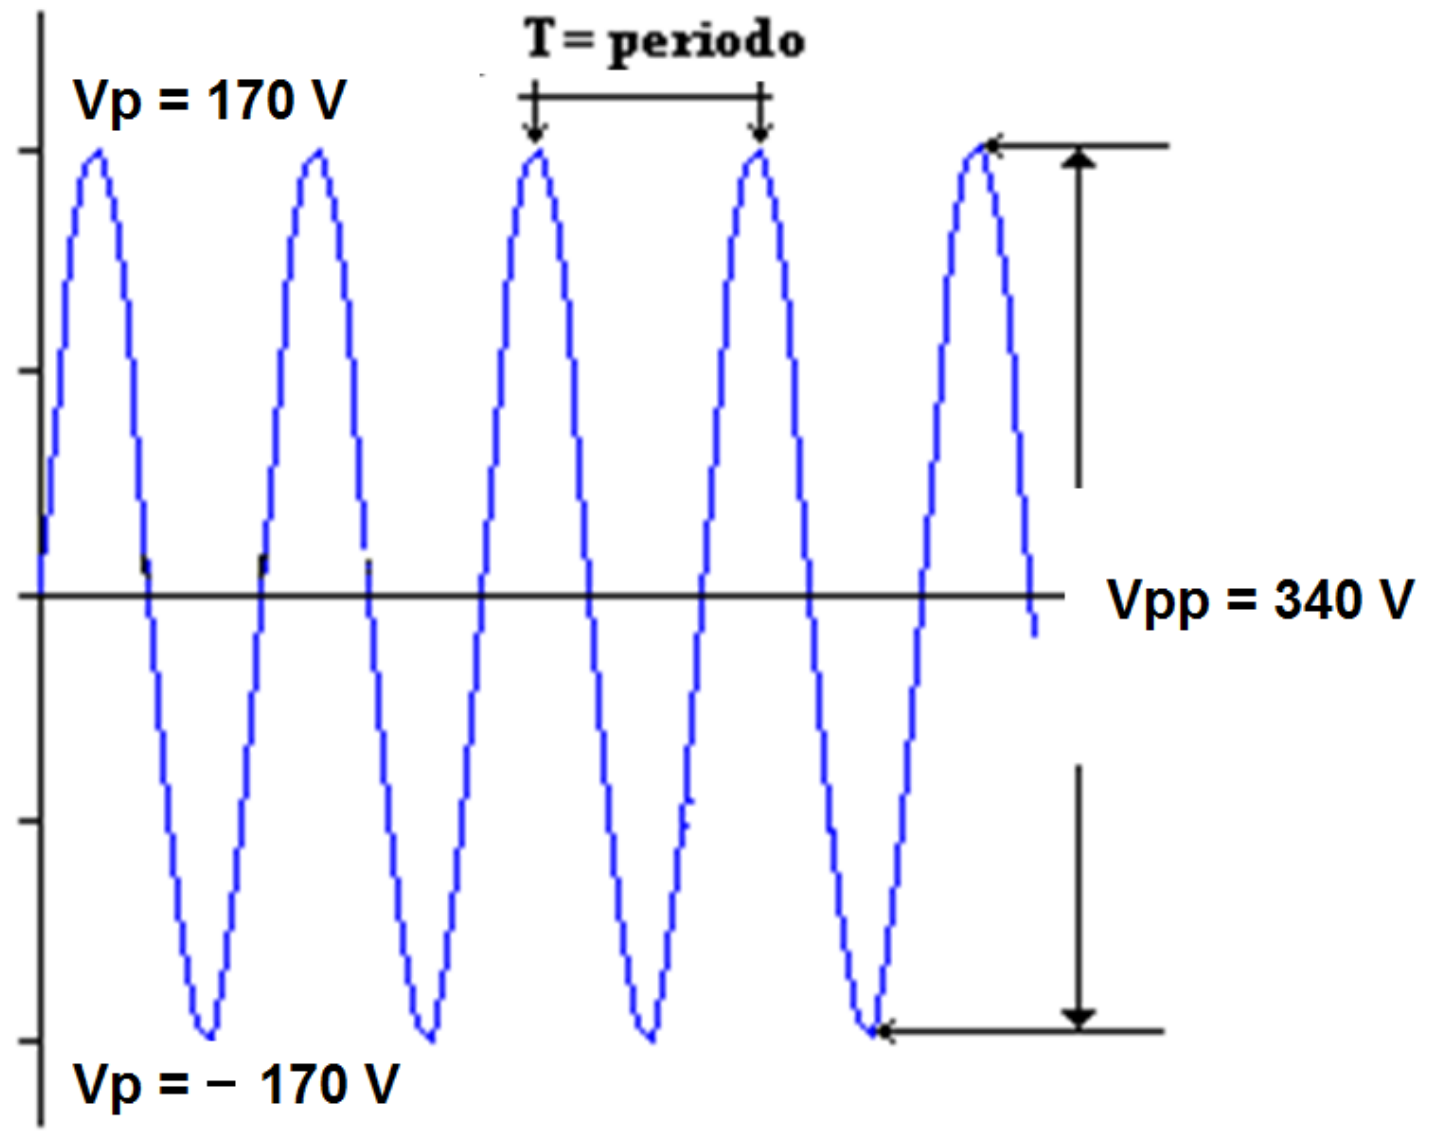 T= periodo
Vp = 170 V
Vpp = 340 V
Vp = − 170 V